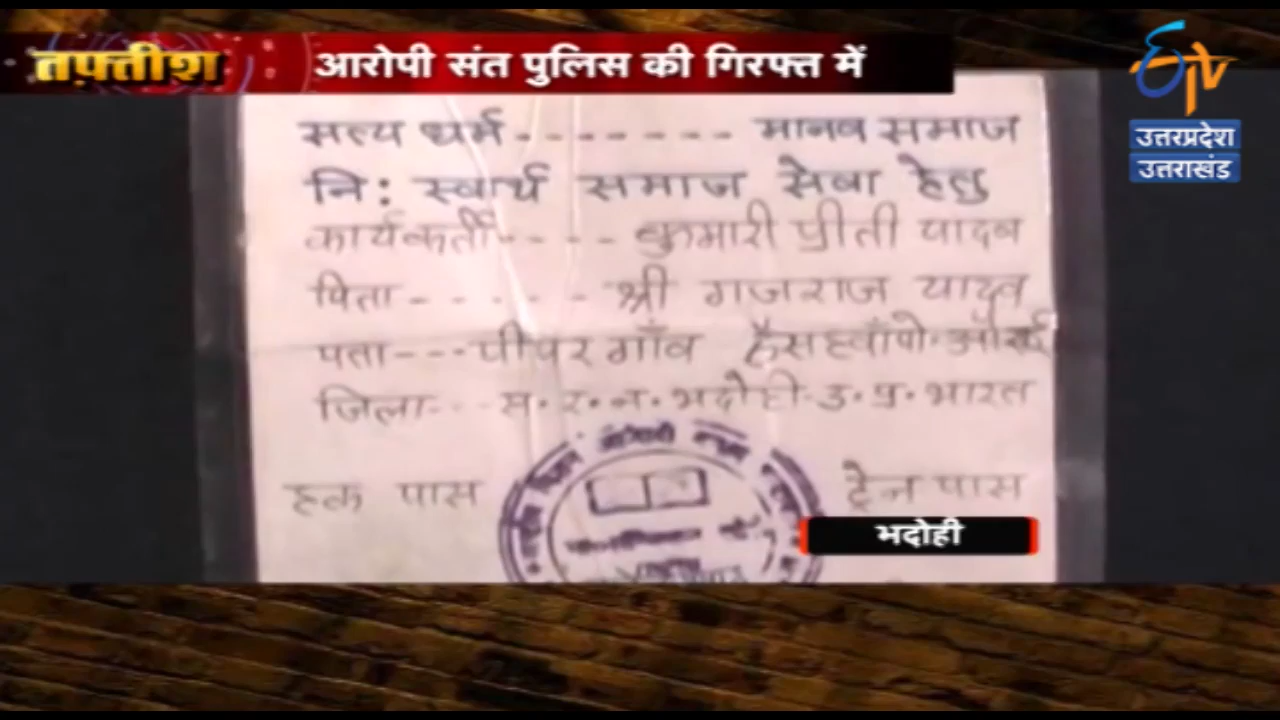 तफ्तीश
आरोपी संत पुलिस की गिरफ्त में
ETV
उत्तरप्रदेश
उत्तराखंड
सत्य धर्म-------- मानव समाज
नि: स्वार्थ समाज सेवा हेतु
कार्यकर्ती---- कुमारी प्रीती यादव
पिता----- श्री गजराज यादव
पता---पीपर गाँव
जिला---स.र.न.भदोही-उ.प्र.भारत
हक पास
ट्रेन पास
भदोही